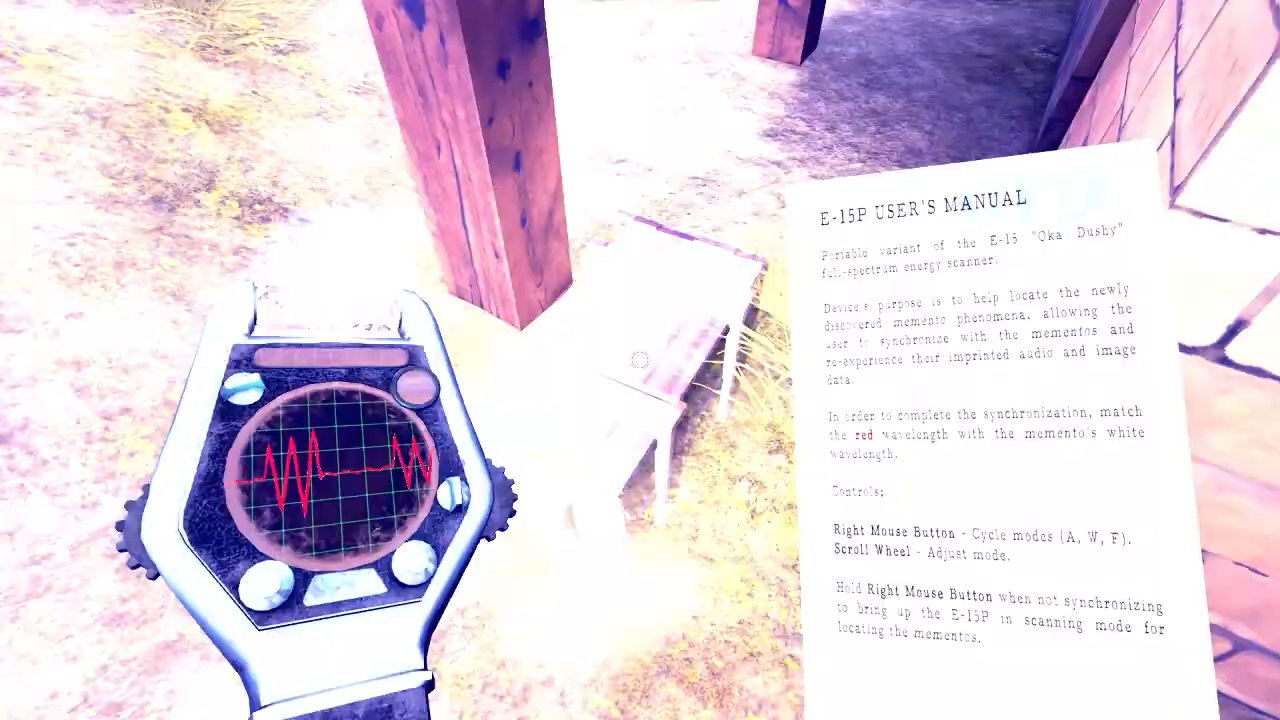 E-15P USER'S MANUAL
Portable variant of the E-15 "Oka Dushy"
full-spectrum energy scanner.
Device's purpose is to help locate the newly
discovered memento phenomena, allowing the
user to synchronize with the mementos and
re-experience their imprinted audio and image
data.
In order to complete the synchronization, match
the red wavelength with the memento's white
wavelength.
Controls:
Right Mouse Button - Cycle modes (A, W, F).
Scroll Wheel - Adjust mode.
Hold Right Mouse Button when not synchronizing
to bring up the E-15P in scanning mode for
locating the mementos.